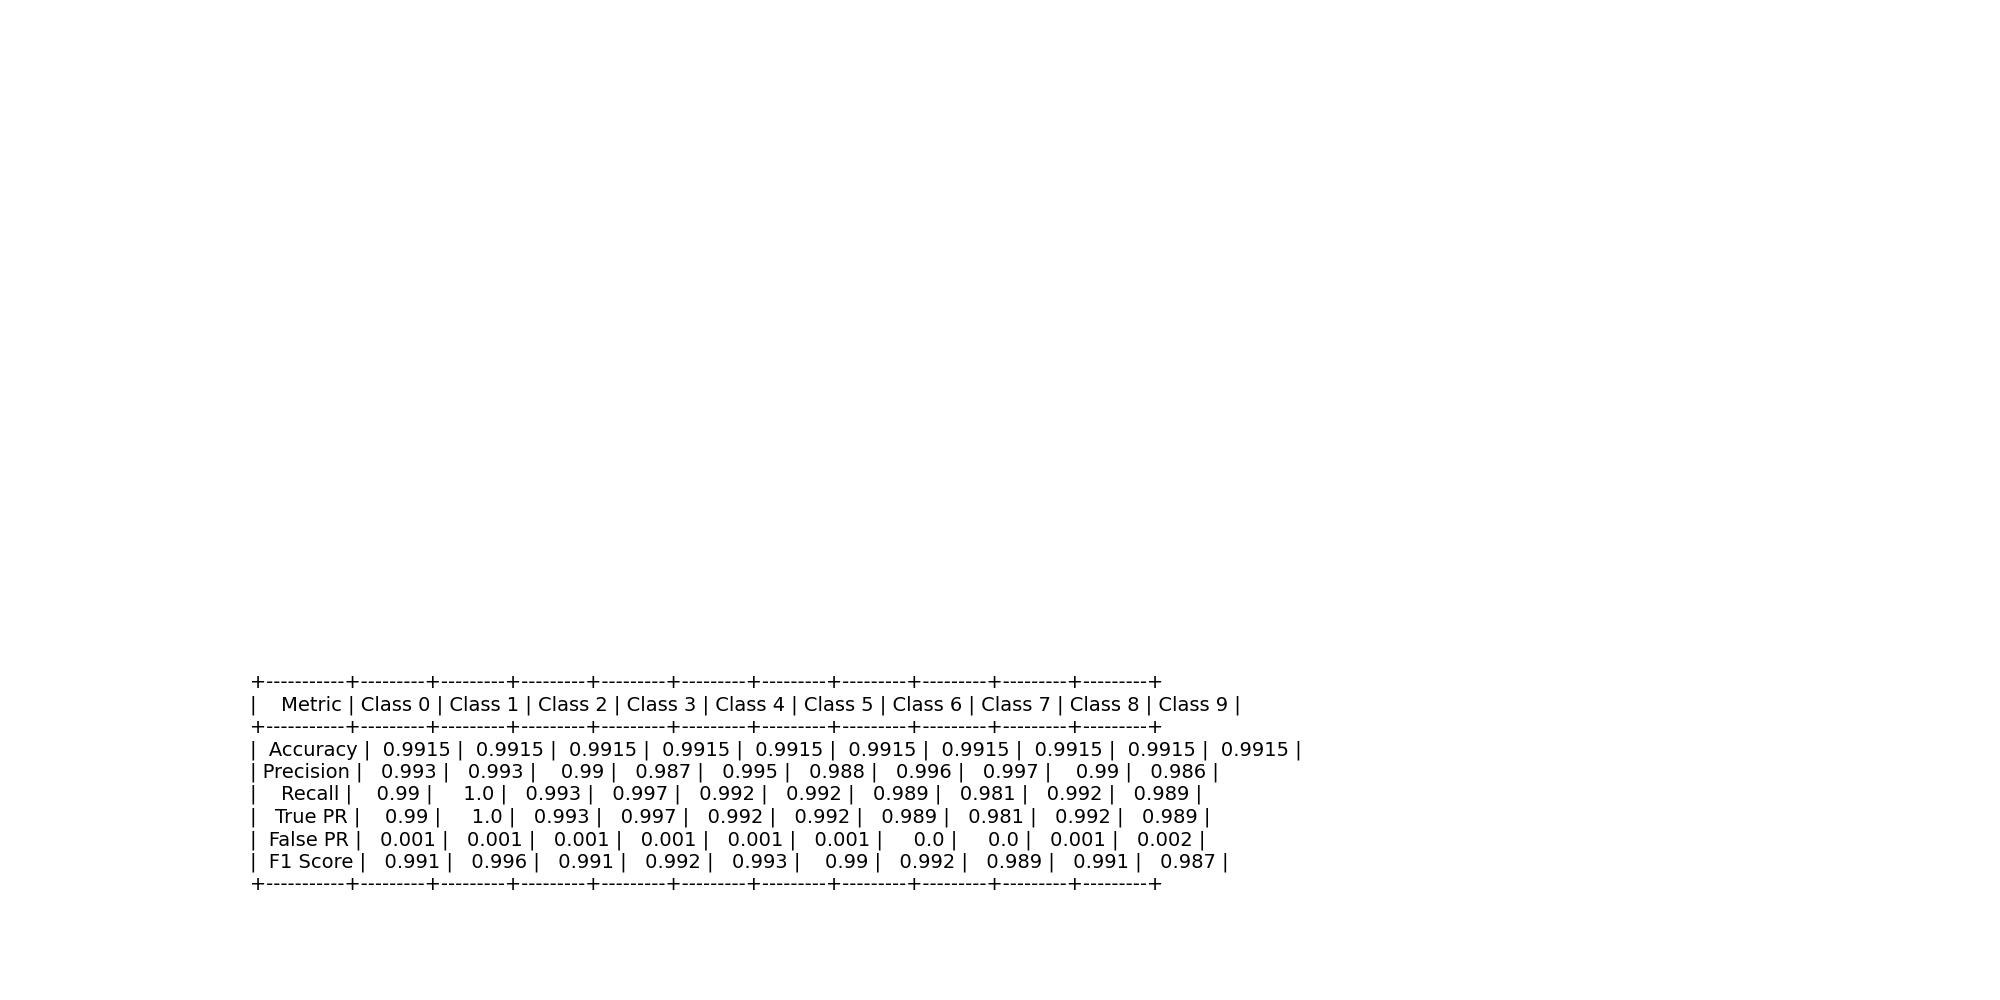 +-----------+---------+---------+---------+---------+---------+---------+---------+---------+---------+
|    Metric | Class 0 | Class 1 | Class 2 | Class 3 | Class 4 | Class 5 | Class 6 | Class 7 | Class 8 | Class 9 |
+-----------+---------+---------+---------+---------+---------+---------+---------+---------+---------+
|  Accuracy |  0.9915 |  0.9915 |  0.9915 |  0.9915 |  0.9915 |  0.9915 |  0.9915 |  0.9915 |  0.9915 |  0.9915 |
| Precision |   0.993 |   0.993 |    0.99 |   0.987 |   0.995 |   0.988 |   0.996 |   0.997 |    0.99 |   0.986 |
|    Recall |    0.99 |     1.0 |   0.993 |   0.997 |   0.992 |   0.992 |   0.989 |   0.981 |   0.992 |   0.989 |
|   True PR |    0.99 |     1.0 |   0.993 |   0.997 |   0.992 |   0.992 |   0.989 |   0.981 |   0.992 |   0.989 |
|  False PR |   0.001 |   0.001 |   0.001 |   0.001 |   0.001 |   0.001 |     0.0 |     0.0 |   0.001 |   0.002 |
|  F1 Score |   0.991 |   0.996 |   0.991 |   0.992 |   0.993 |    0.99 |   0.992 |   0.989 |   0.991 |   0.987 |
+-----------+---------+---------+---------+---------+---------+---------+---------+---------+---------+